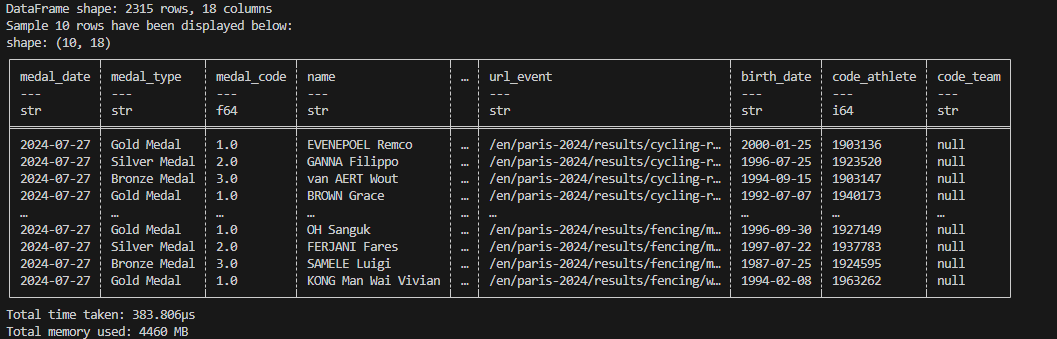 DataFrame shape: 2315 rows, 18 columns
Sample 10 rows have been displayed below:
shape: (10, 18)
medal_date medal_type medal_code name … url_event birth_date code_athlete code_team
--- --- --- --- --- --- --- ---
str str f64 str str str i64 str
2024-07-27 Gold Medal 1.0 EVENEPOEL Remco … /en/paris-2024/results/cycling-r… 2000-01-25 1903136 null
2024-07-27 Silver Medal 2.0 GANNA Filippo … /en/paris-2024/results/cycling-r… 1996-07-25 1923520 null
2024-07-27 Bronze Medal 3.0 van AERT Wout … /en/paris-2024/results/cycling-r… 1994-09-15 1903147 null
2024-07-27 Gold Medal 1.0 BROWN Grace … /en/paris-2024/results/cycling-r… 1992-07-07 1940173 null
… … … … … … … … …
2024-07-27 Gold Medal 1.0 OH Sanguk … /en/paris-2024/results/fencing/m… 1996-09-30 1927149 null
2024-07-27 Silver Medal 2.0 FERJANI Fares … /en/paris-2024/results/fencing/m… 1997-07-22 1937783 null
2024-07-27 Bronze Medal 3.0 SAMELE Luigi … /en/paris-2024/results/fencing/m… 1987-07-25 1924595 null
2024-07-27 Gold Medal 1.0 KONG Man Wai Vivian … /en/paris-2024/results/fencing/w… 1994-02-08 1963262 null
Total time taken: 383.806µs
Total memory used: 4460 MB